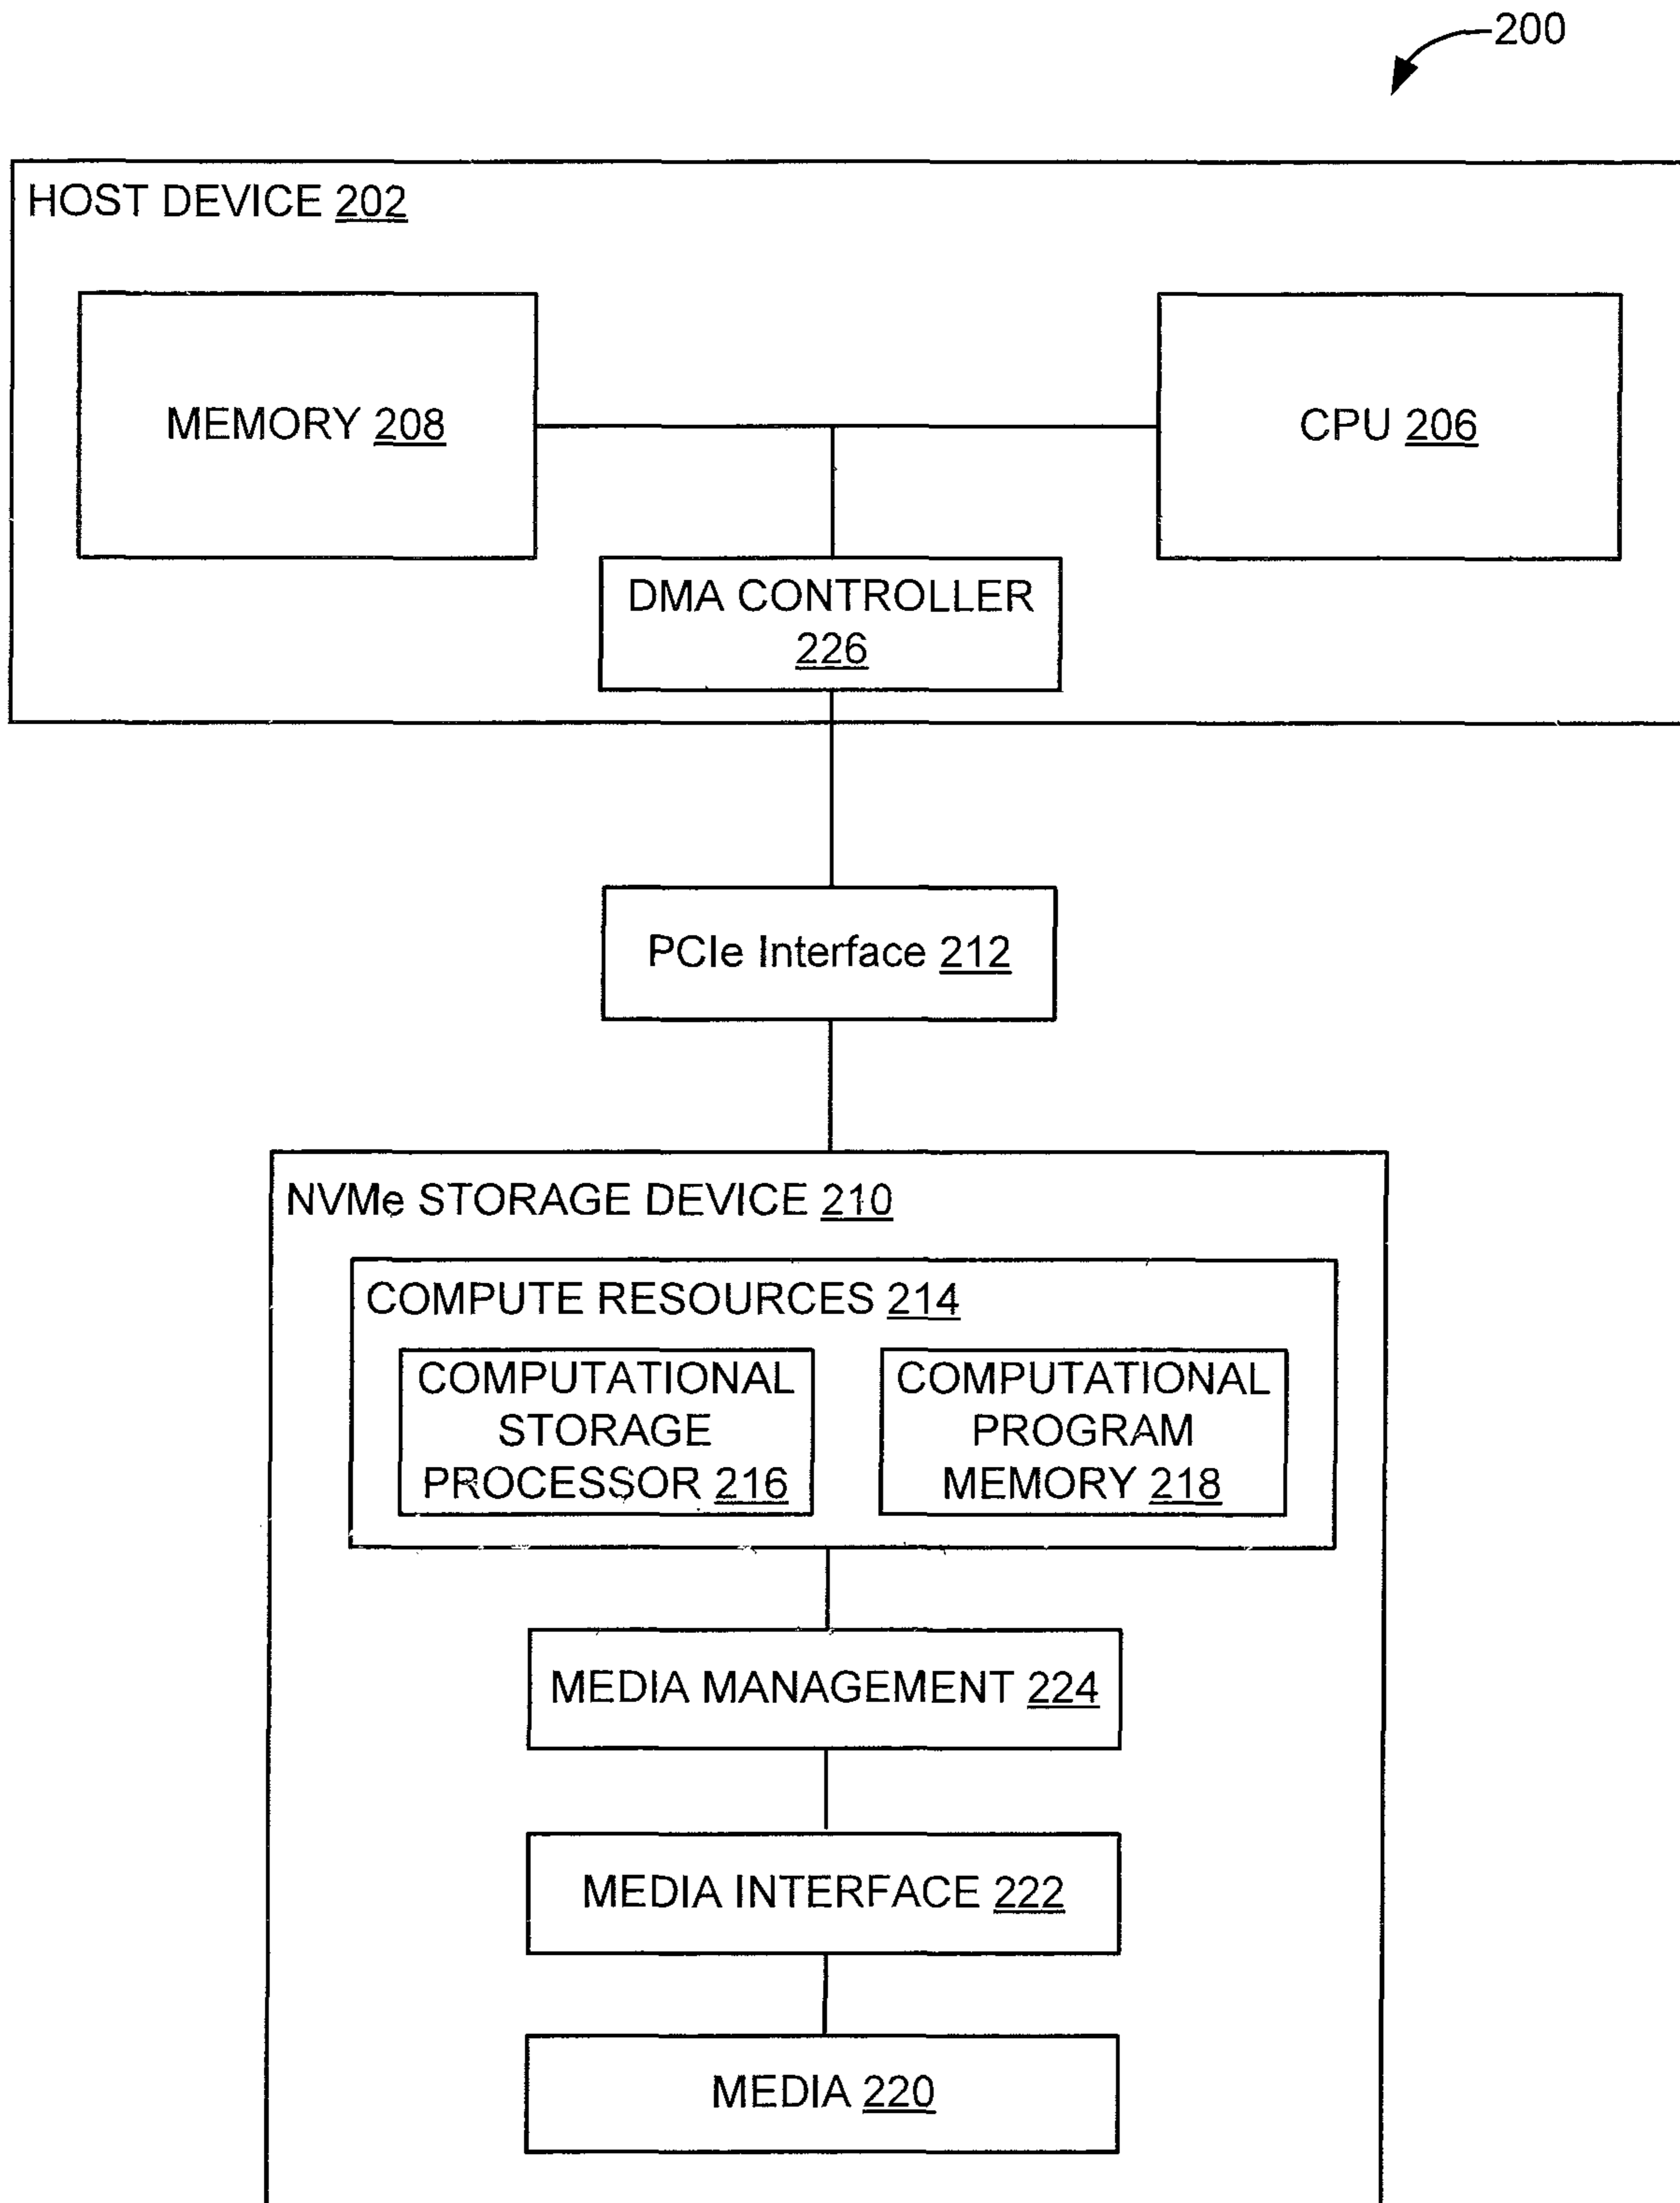 200
HOST DEVICE 202
MEMORY 208
CPU 206
DMA CONTROLLER
226
PCIe Interface 212
NVMe STORAGE DEVICE 210
COMPUTE RESOURCES 214
COMPUTATIONAL
STORAGE
PROCESSOR 216
COMPUTATIONAL
PROGRAM
MEMORY 218
MEDIA MANAGEMENT 224
MEDIA INTERFACE 222
MEDIA 220